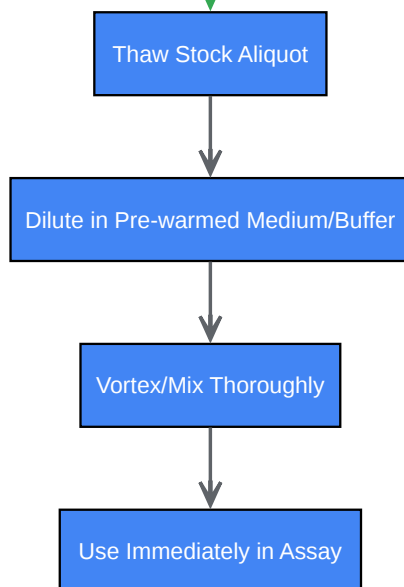 Thaw Stock Aliquot
Dilute in Pre-warmed Medium/Buffer
Vortex/Mix Thoroughly
Use Immediately in Assay